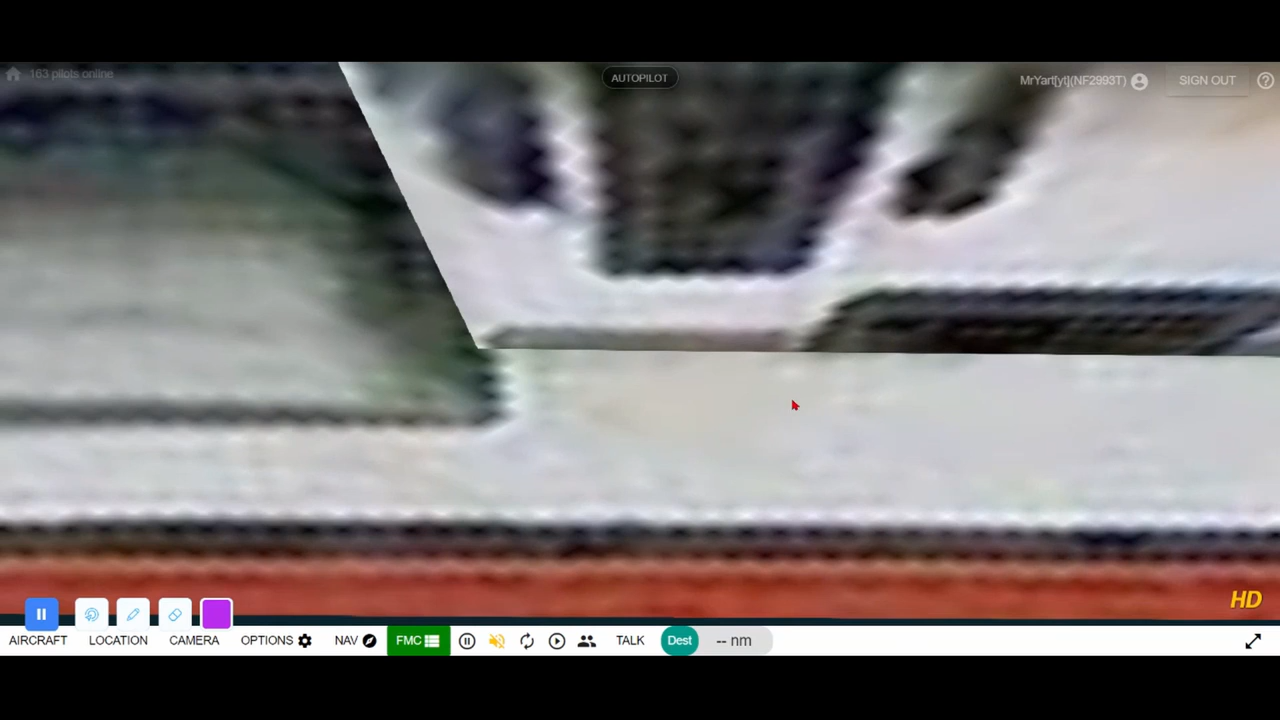 163 pilots online
AUTOPILOT
MrYart[yt](NF2993T)
SIGN OUT
HD
AIRCRAFT
LOCATION
CAMERA
OPTIONS
NAV
FMC
TALK
Dest
-- nm